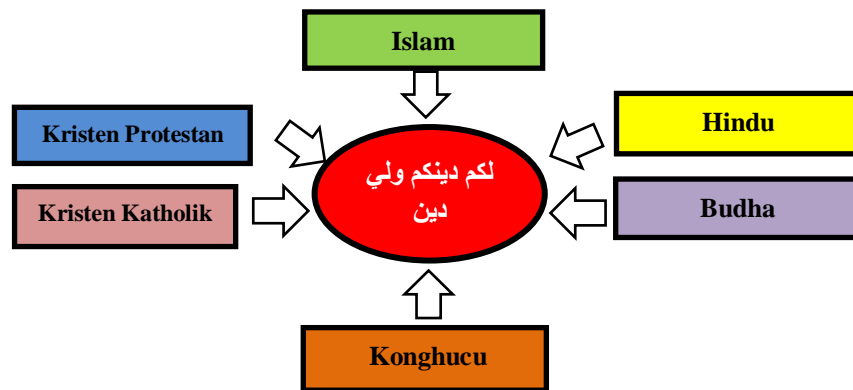 Islam
Kristen Protestan
Hindu
لكم دينكم ولي
دين
Kristen Katholik
Budha
Konghucu